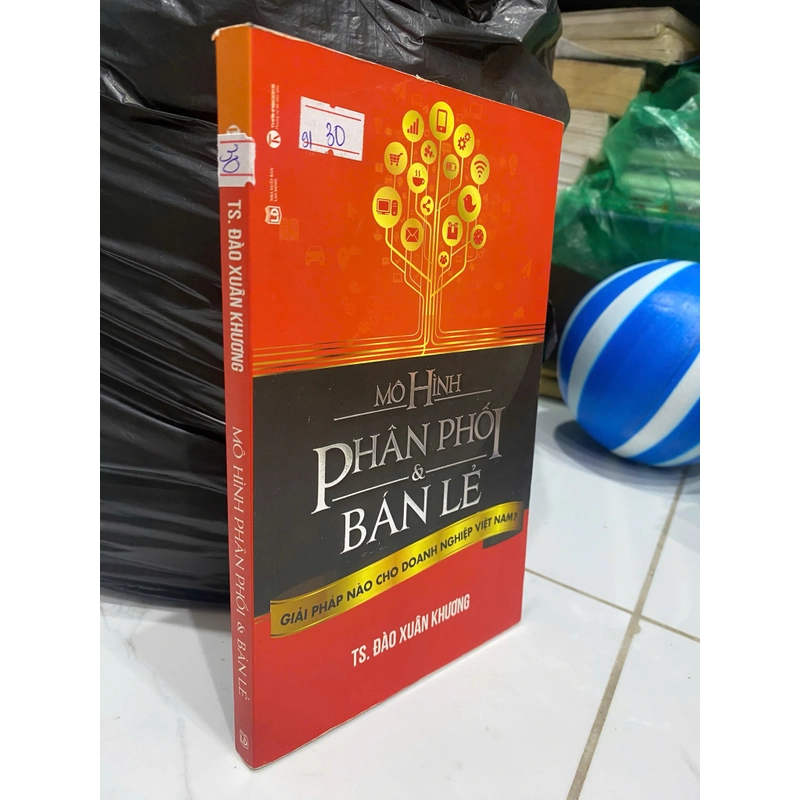 30
TS. ĐÀO XUÂN KHƯƠNG
MÔ HÌNH PHÂN PHỐI & BÁN LẺ
30
MÔ HÌNH
PHÂN PHỐI
&
BÁN LẺ
GIẢI PHÁP NÀO CHO DOANH NGHIỆP VIỆT NAM?
TS. ĐÀO XUÂN KHƯƠNG